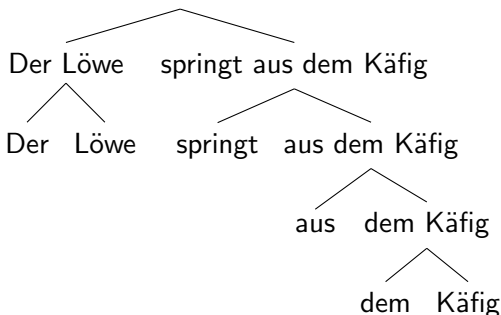 Der Löwe springt aus dem Käfig
Der Löwe springt aus dem Käfig
aus dem Käfig
dem Käfig